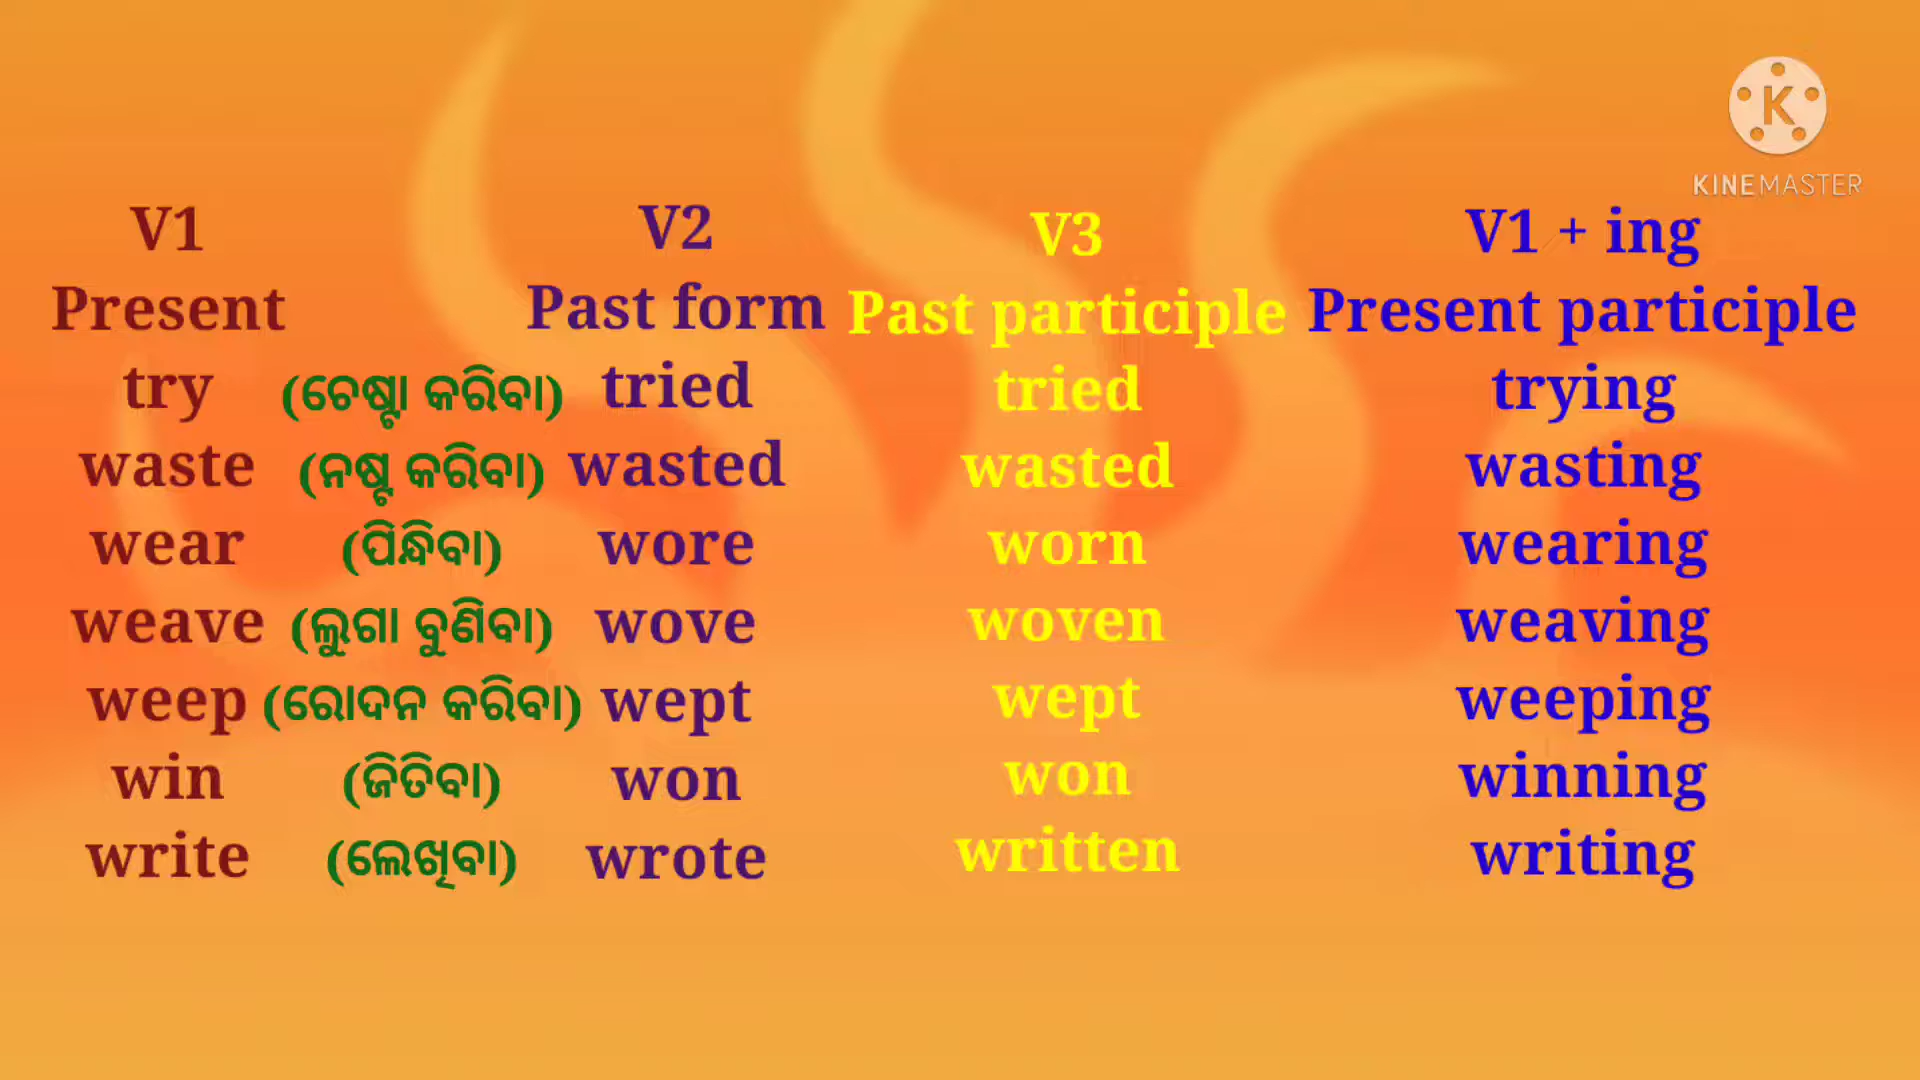 KINEMASTER
V1 V2 V3 V1 + ing
Present Past form Past participle Present participle
try (ଚେଷ୍ଟା କରିବା) tried tried trying
waste (ନଷ୍ଟ କରିବା) wasted wasted wasting
wear (ପିନ୍ଧିବା) wore worn wearing
weave (ଲୁଗା ବୁଣିବା) wove woven weaving
weep (ରୋଦନ କରିବା) wept wept weeping
win (ଜିତିବା) won won winning
write (ଲେଖିବା) wrote written writing